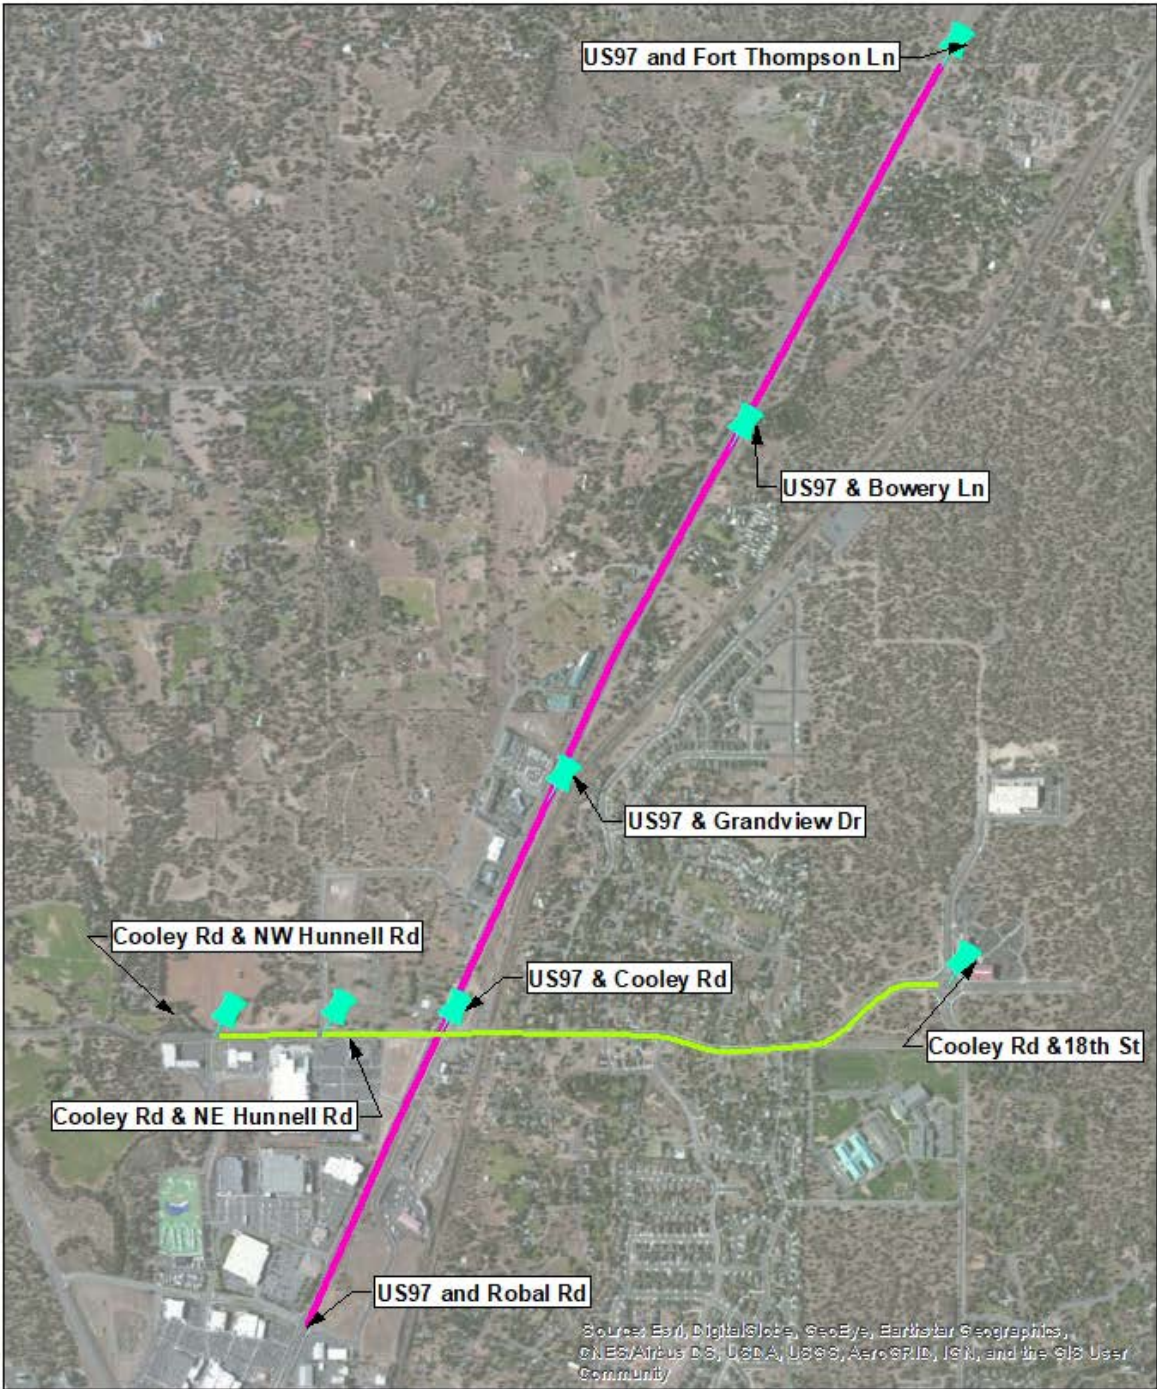 US97 and Fort Thompson Ln
US97 & Bowery Ln
US97 & Grandview Dr
Cooley Rd & NW Hunnell Rd
US97 & Cooley Rd
Cooley Rd &18th St
Cooley Rd & NE Hunnell Rd
US97 and Robal Rd
Source: Esri, DigitalGlobe, GeoEye, Earthstar Geographics,
CNES/Airbus DS, USDA, USGS, AeroGRID, IGN, and the GIS User
Community